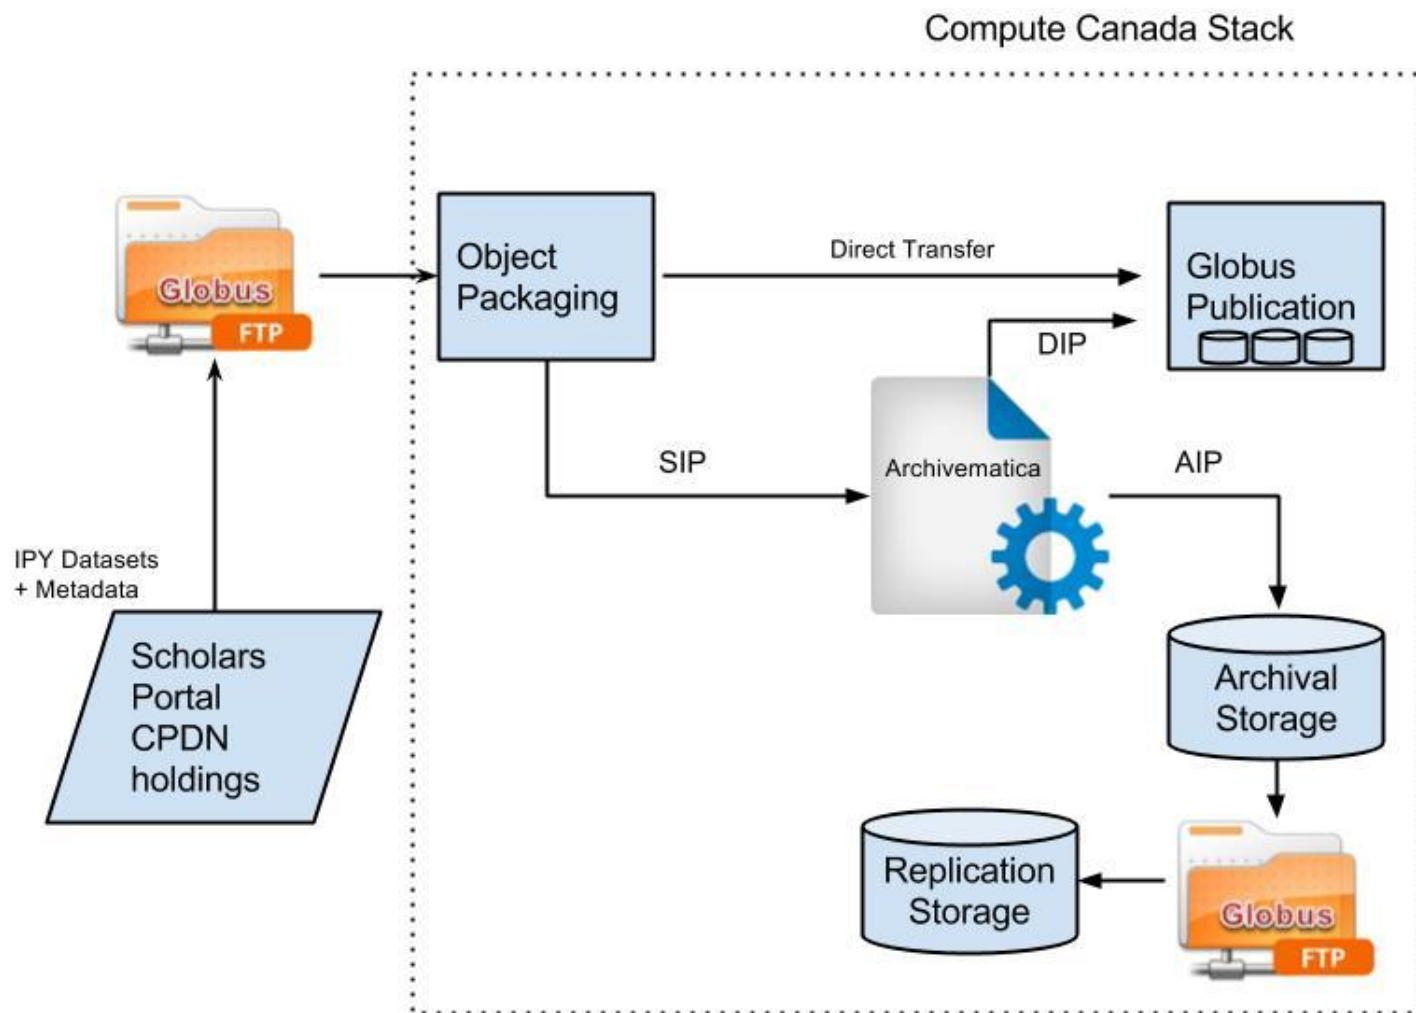 Compute Canada Stack
Globus
FTP
Object
Packaging
Direct Transfer
Globus
Publication
DIP
SIP
Archivematica
AIP
IPY Datasets
+ Metadata
Scholars
Portal
CPDN
holdings
Archival
Storage
Replication
Storage
Globus
FTP